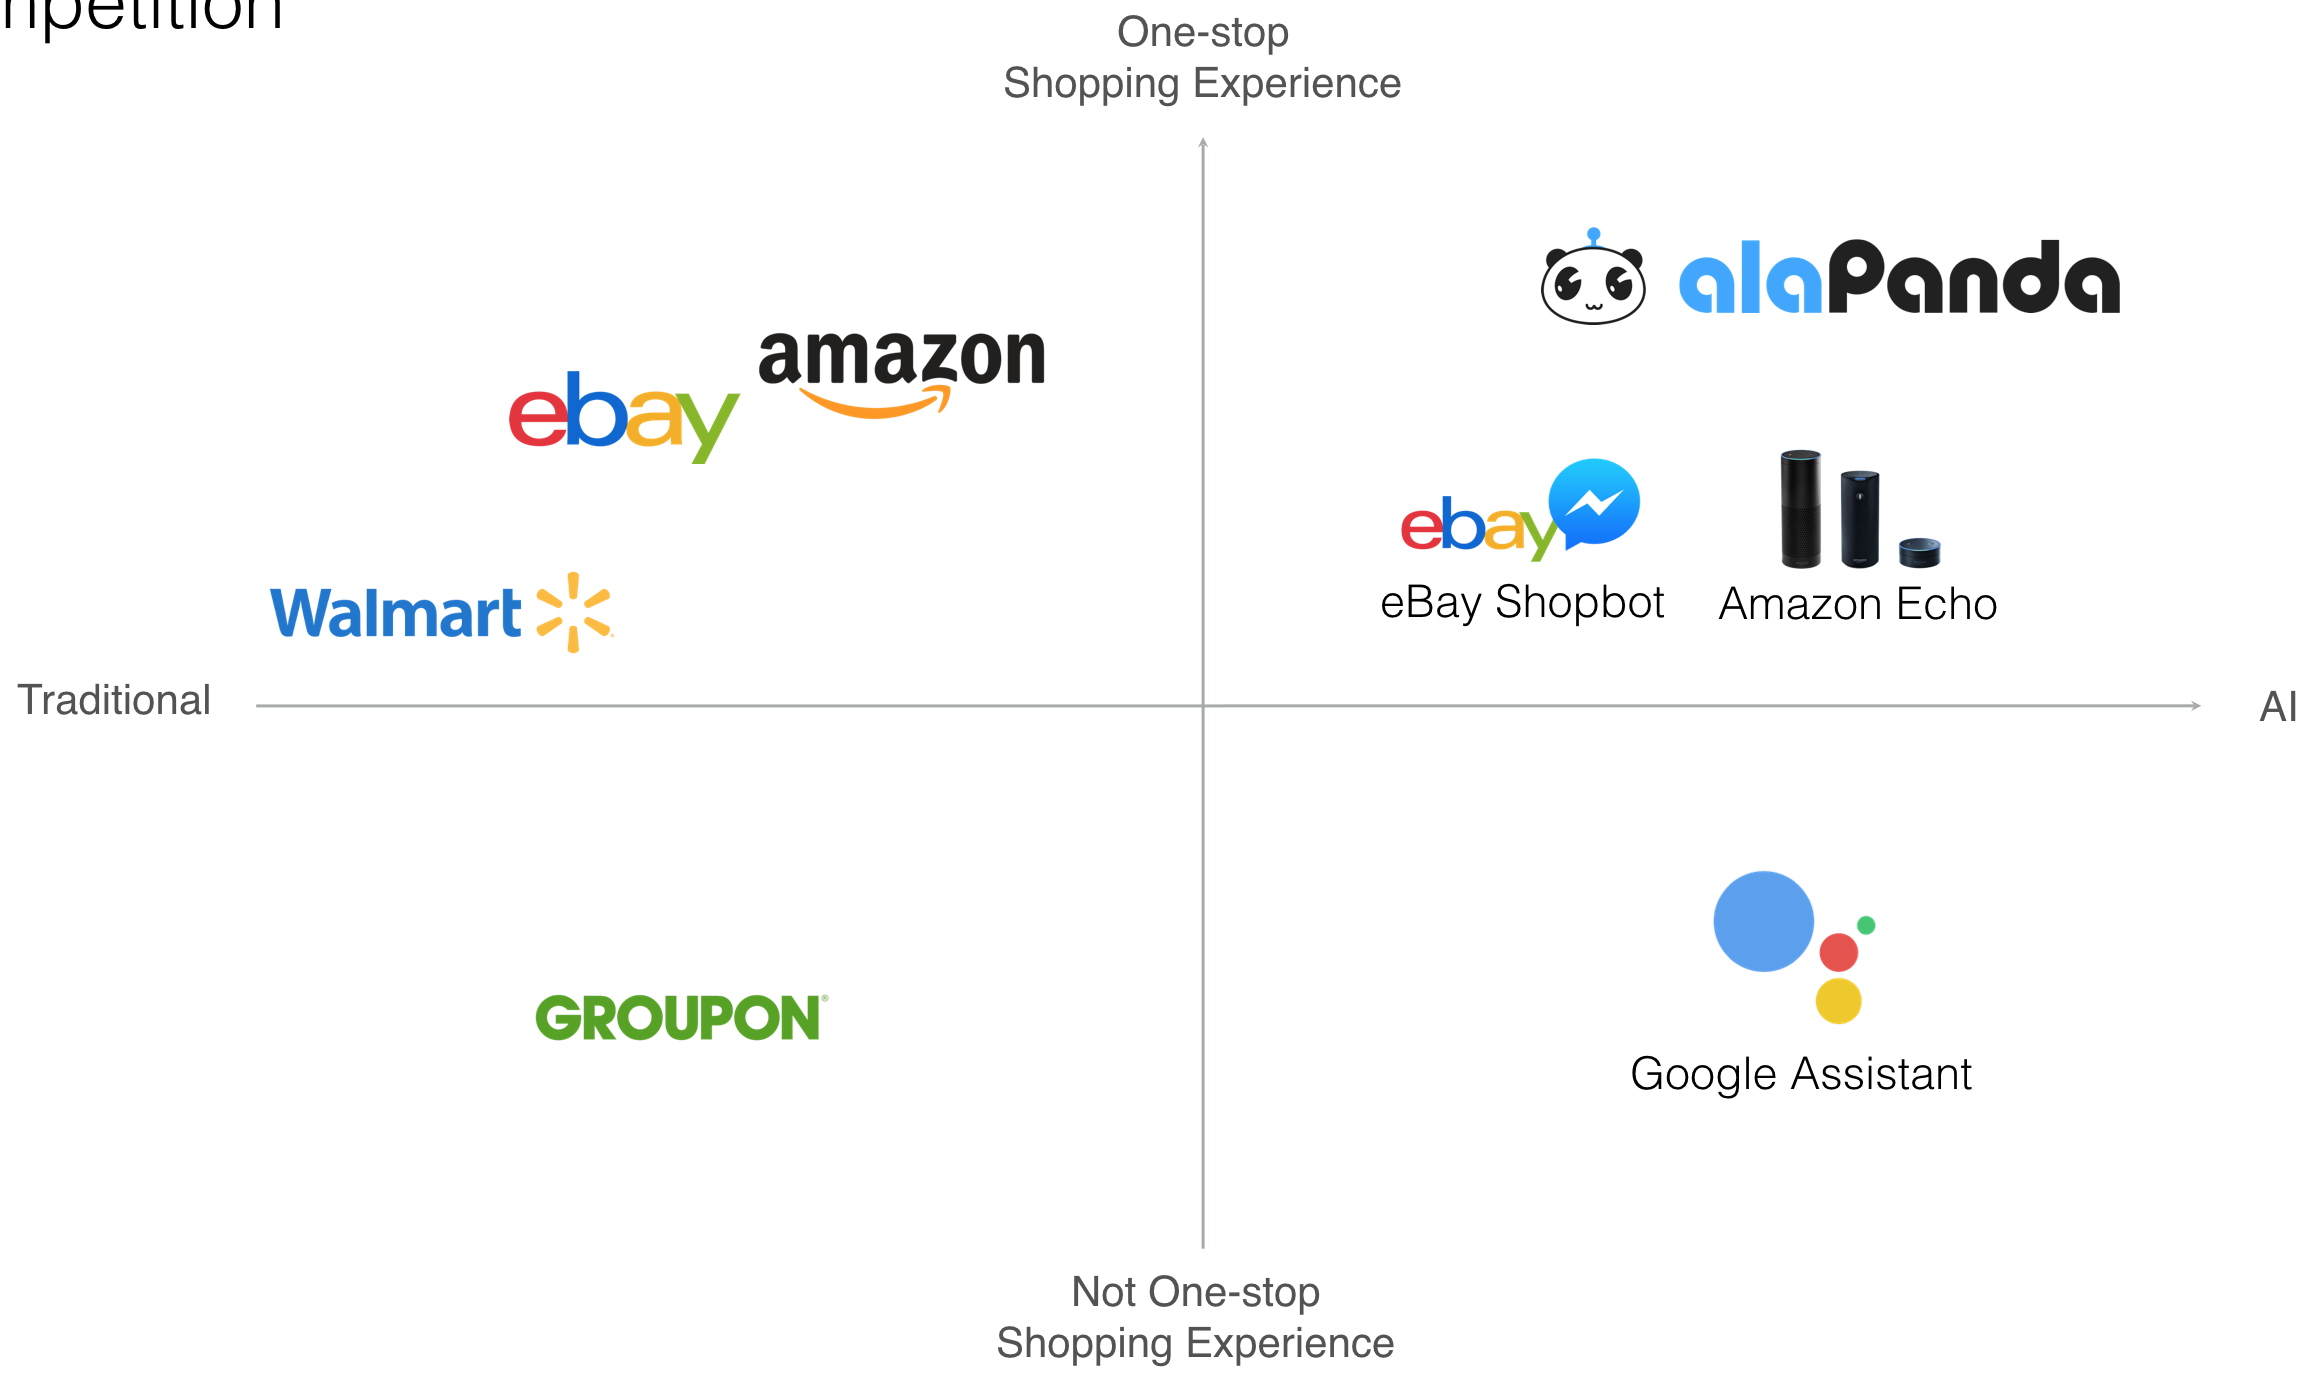 mpetition
One-stop
Shopping Experience
alaPanda
amazon
ebay
ebay
eBay Shopbot
Amazon Echo
Walmart
Traditional
AI
GROUPON®
Google Assistant
Not One-stop
Shopping Experience